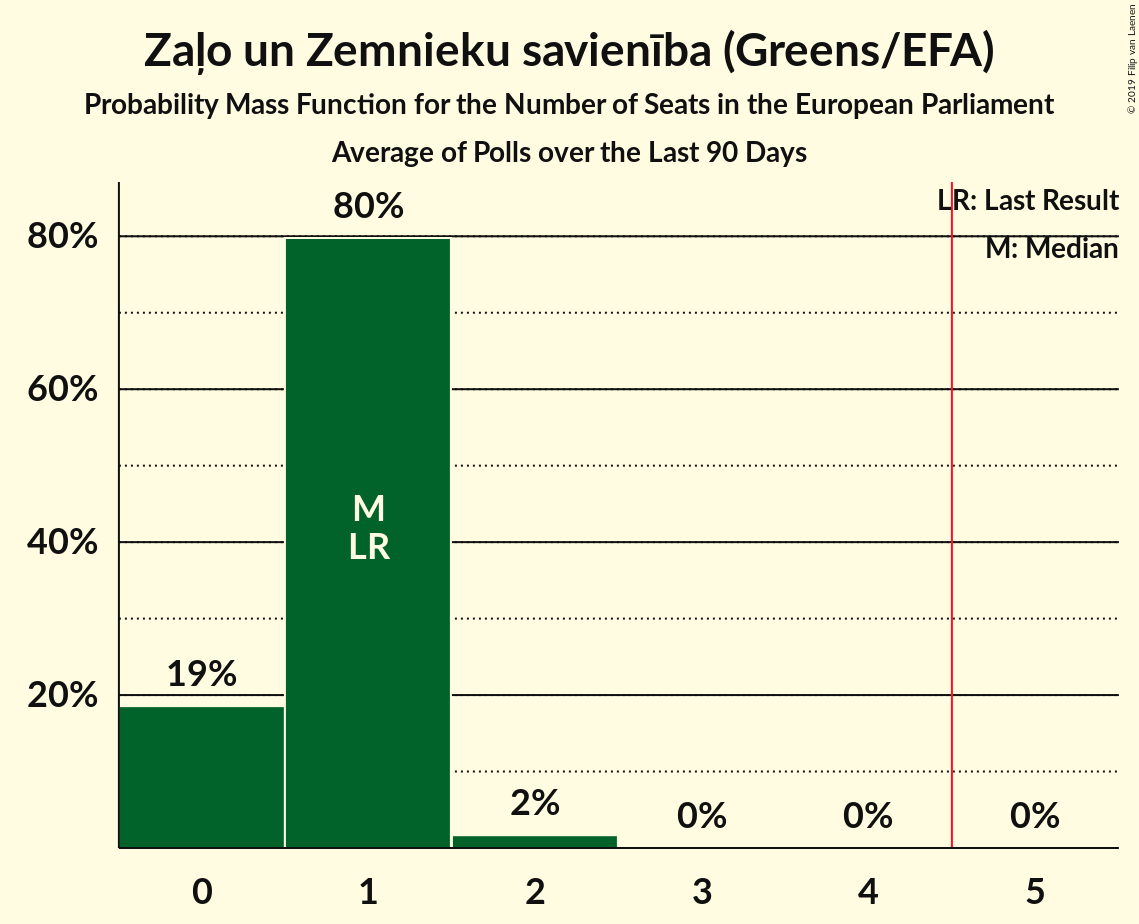 Zaļo un Zemnieku savienība (Greens/EFA)
Probability Mass Function for the Number of Seats in the European Parliament
Average of Polls over the Last 90 Days
© 2019 Filip van Laenen
LR: Last Result
M: Median
80%
60%
40%
20%
19%
80%
M
LR
2%
0%
0%
0%
0
1
2
3
4
5